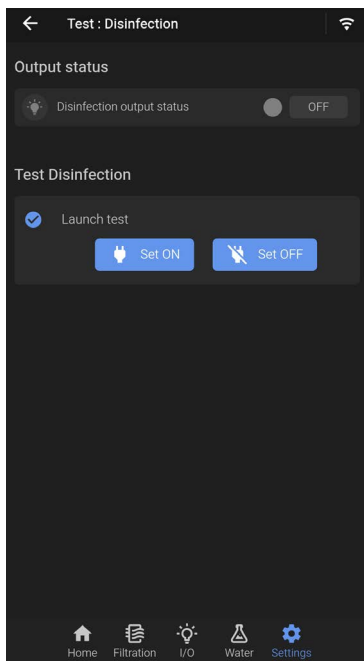 Test : Disinfection
Output status
Disinfection output status
OFF
Test Disinfection
Launch test
Set ON
Set OFF
Home
Filtration
I/O
Water
Settings